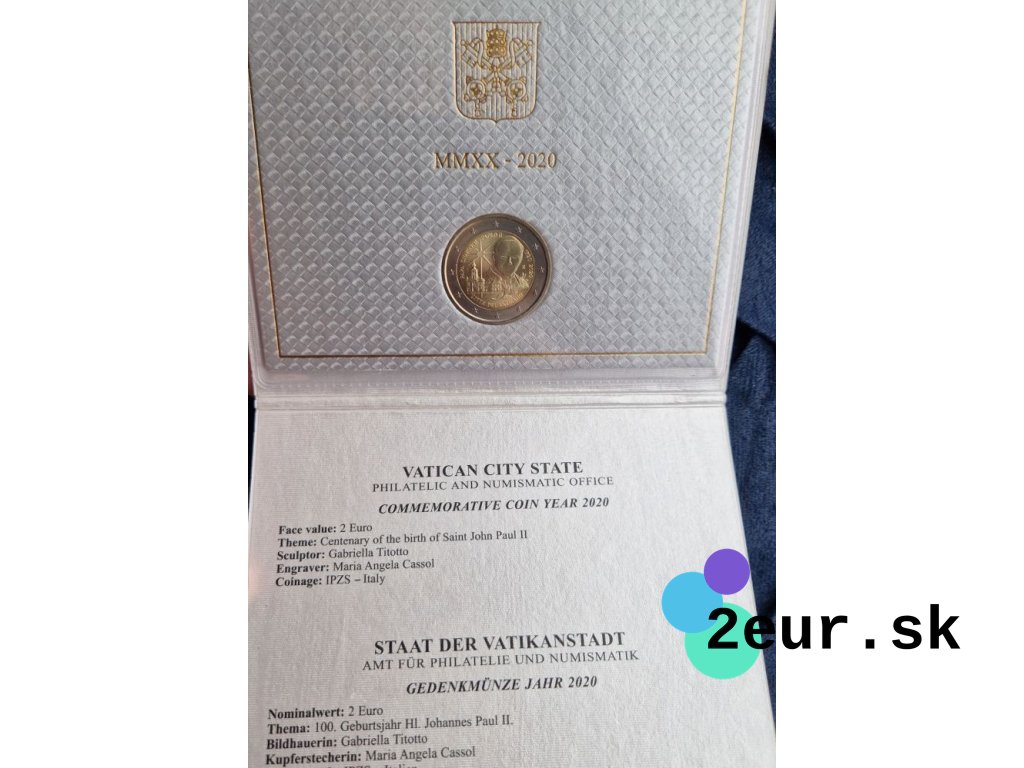 MMXX - 2020
VATICAN CITY STATE
PHILATELIC AND NUMISMATIC OFFICE
COMMEMORATIVE COIN YEAR 2020
Face value: 2 Euro
Theme: Centenary of the birth of Saint John Paul II
Sculptor: Gabriella Titotto
Engraver: Maria Angela Cassol
Coinage: IPZS – Italy
2eur.sk
STAAT DER VATIKANSTADT
AMT FÜR PHILATELIE UND NUMISMATIK
GEDENKMÜNZE JAHR 2020
Nominalwert: 2 Euro
Thema: 100. Geburtsjahr Hl. Johannes Paul II.
Bildhauerin: Gabriella Titotto
Kupferstecherin: Maria Angela Cassol